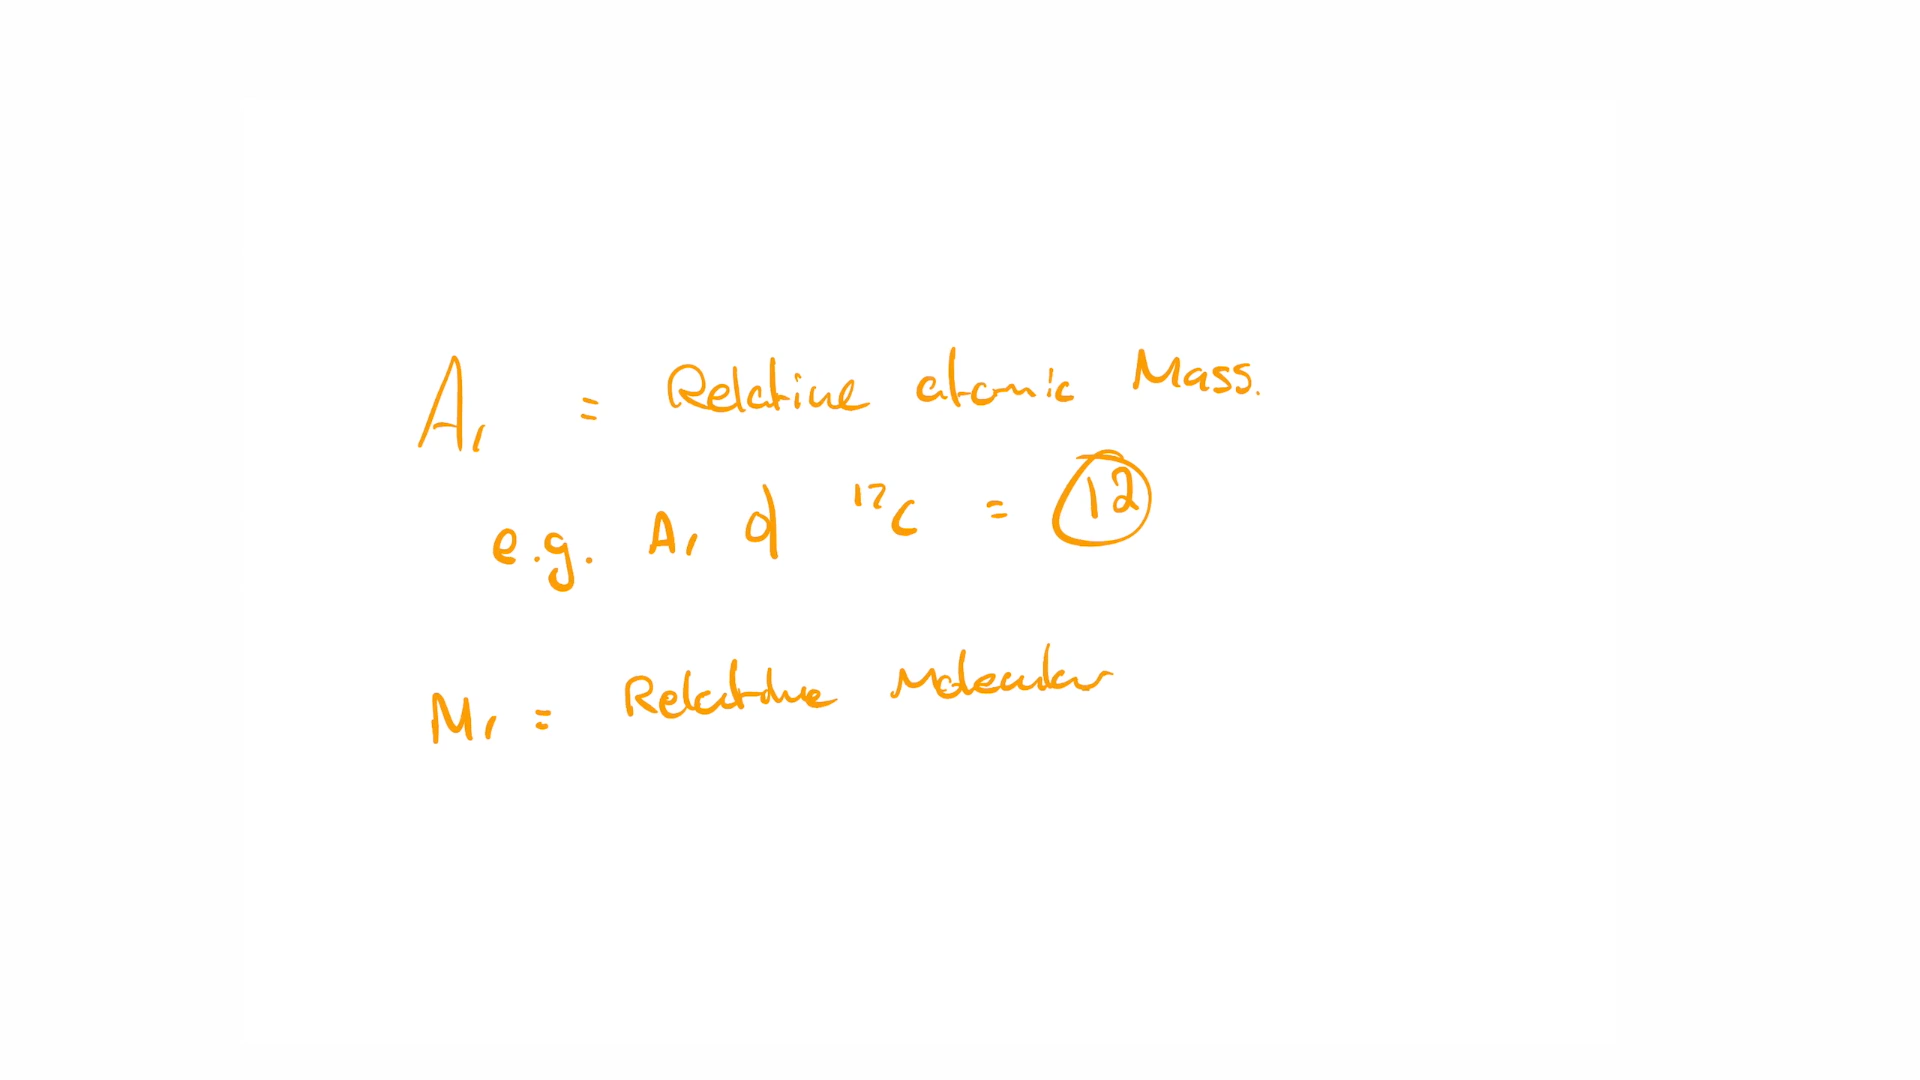 Ar = Relative atomic Mass.
e.g. Ar of ¹²C = 12
Mr = Relative Molecular